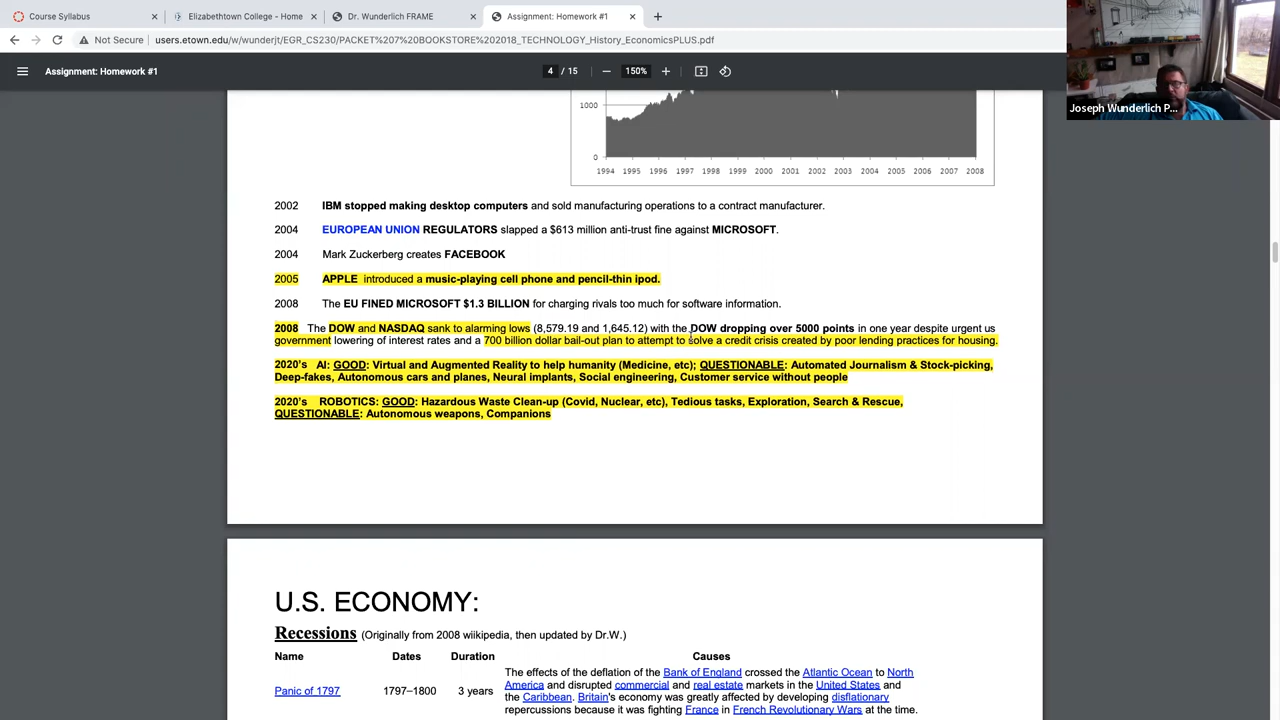 Course Syllabus
Elizabethtown College - Home
Dr. Wunderlich FRAME
Assignment: Homework #1
Not Secure
users.etown.edu/w/wunderjt/EGR_CS230/PACKET%207%20BOOKSTORE%202018_TECHNOLOGY_History_EconomicsPLUS.pdf
Assignment: Homework #1
4 / 15
150%
Joseph Wunderlich P...
1000
0
1994 1995 1996 1997 1998 1999 2000 2001 2002 2003 2004 2005 2006 2007 2008
2002 IBM stopped making desktop computers and sold manufacturing operations to a contract manufacturer.
2004 EUROPEAN UNION REGULATORS slapped a $613 million anti-trust fine against MICROSOFT.
2004 Mark Zuckerberg creates FACEBOOK
2005 APPLE introduced a music-playing cell phone and pencil-thin ipod.
2008 The EU FINED MICROSOFT $1.3 BILLION for charging rivals too much for software information.
2008 The DOW and NASDAQ sank to alarming lows (8,579.19 and 1,645.12) with the DOW dropping over 5000 points in one year despite urgent us
government lowering of interest rates and a 700 billion dollar bail-out plan to attempt to solve a credit crisis created by poor lending practices for housing.
2020's AI: GOOD: Virtual and Augmented Reality to help humanity (Medicine, etc); QUESTIONABLE: Automated Journalism & Stock-picking,
Deep-fakes, Autonomous cars and planes, Neural implants, Social engineering, Customer service without people
2020's ROBOTICS: GOOD: Hazardous Waste Clean-up (Covid, Nuclear, etc), Tedious tasks, Exploration, Search & Rescue,
QUESTIONABLE: Autonomous weapons, Companions
U.S. ECONOMY:
Recessions (Originally from 2008 wiikipedia, then updated by Dr.W.)
Name Dates Duration Causes
Panic of 1797 1797–1800 3 years
The effects of the deflation of the Bank of England crossed the Atlantic Ocean to North
America and disrupted commercial and real estate markets in the United States and
the Caribbean. Britain's economy was greatly affected by developing disflationary
repercussions because it was fighting France in French Revolutionary Wars at the time.